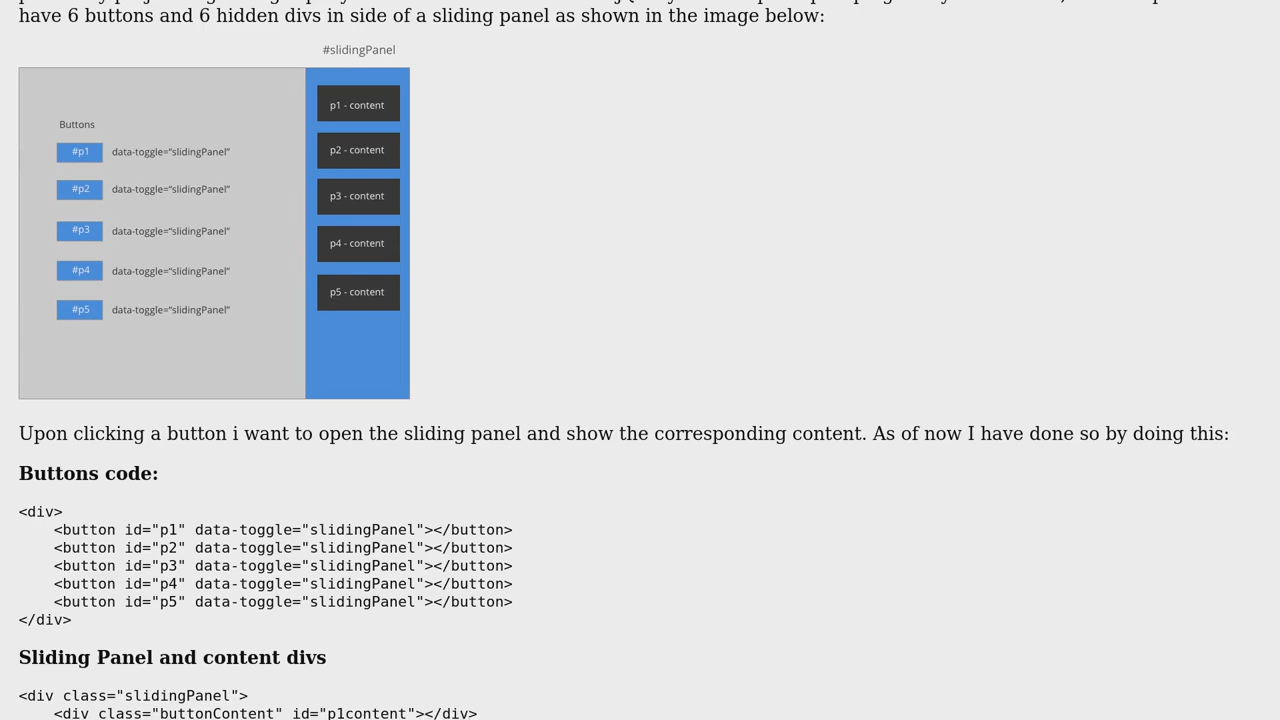 have 6 buttons and 6 hidden divs in side of a sliding panel as shown in the image below:
#slidingPanel
p1 - content
Buttons
#p1 data-toggle=“slidingPanel”
p2 - content
#p2 data-toggle=“slidingPanel”
p3 - content
#p3 data-toggle=“slidingPanel”
p4 - content
#p4 data-toggle=“slidingPanel”
p5 - content
#p5 data-toggle=“slidingPanel”
Upon clicking a button i want to open the sliding panel and show the corresponding content. As of now I have done so by doing this:
Buttons code:
<div>
    <button id="p1" data-toggle="slidingPanel"></button>
    <button id="p2" data-toggle="slidingPanel"></button>
    <button id="p3" data-toggle="slidingPanel"></button>
    <button id="p4" data-toggle="slidingPanel"></button>
    <button id="p5" data-toggle="slidingPanel"></button>
</div>
Sliding Panel and content divs
<div class="slidingPanel">
    <div class="buttonContent" id="p1content"></div>